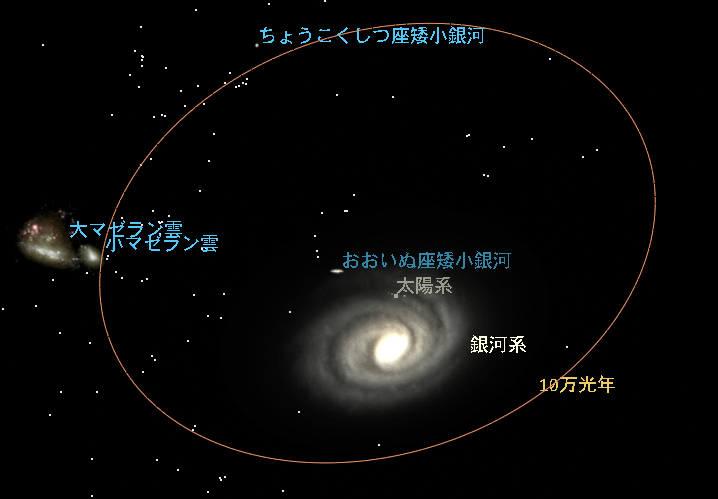 ちょうこくしつ座矮小銀河
大マゼラン雲
小マゼラン雲
おおいぬ座矮小銀河
太陽系
銀河系
10万光年